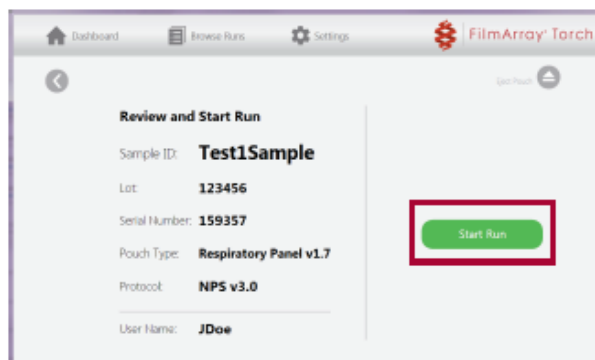 Dashboard Browse Runs Settings FilmArray® Torch
Eject Pouch
Review and Start Run
Sample ID: Test1Sample
Lot: 123456
Serial Number: 159357
Start Run
Pouch Type: Respiratory Panel v1.7
Protocol: NPS v3.0
User Name: JDoe